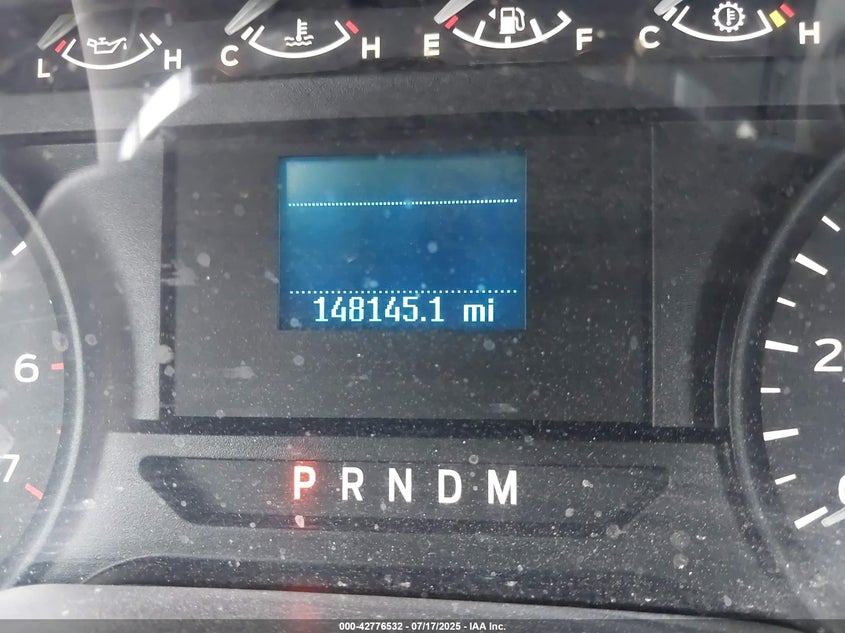 L H C H E F C H
148145.1 mi
6
7
2
P R N D M
000-42776532 - 07/17/2025 - IAA Inc.